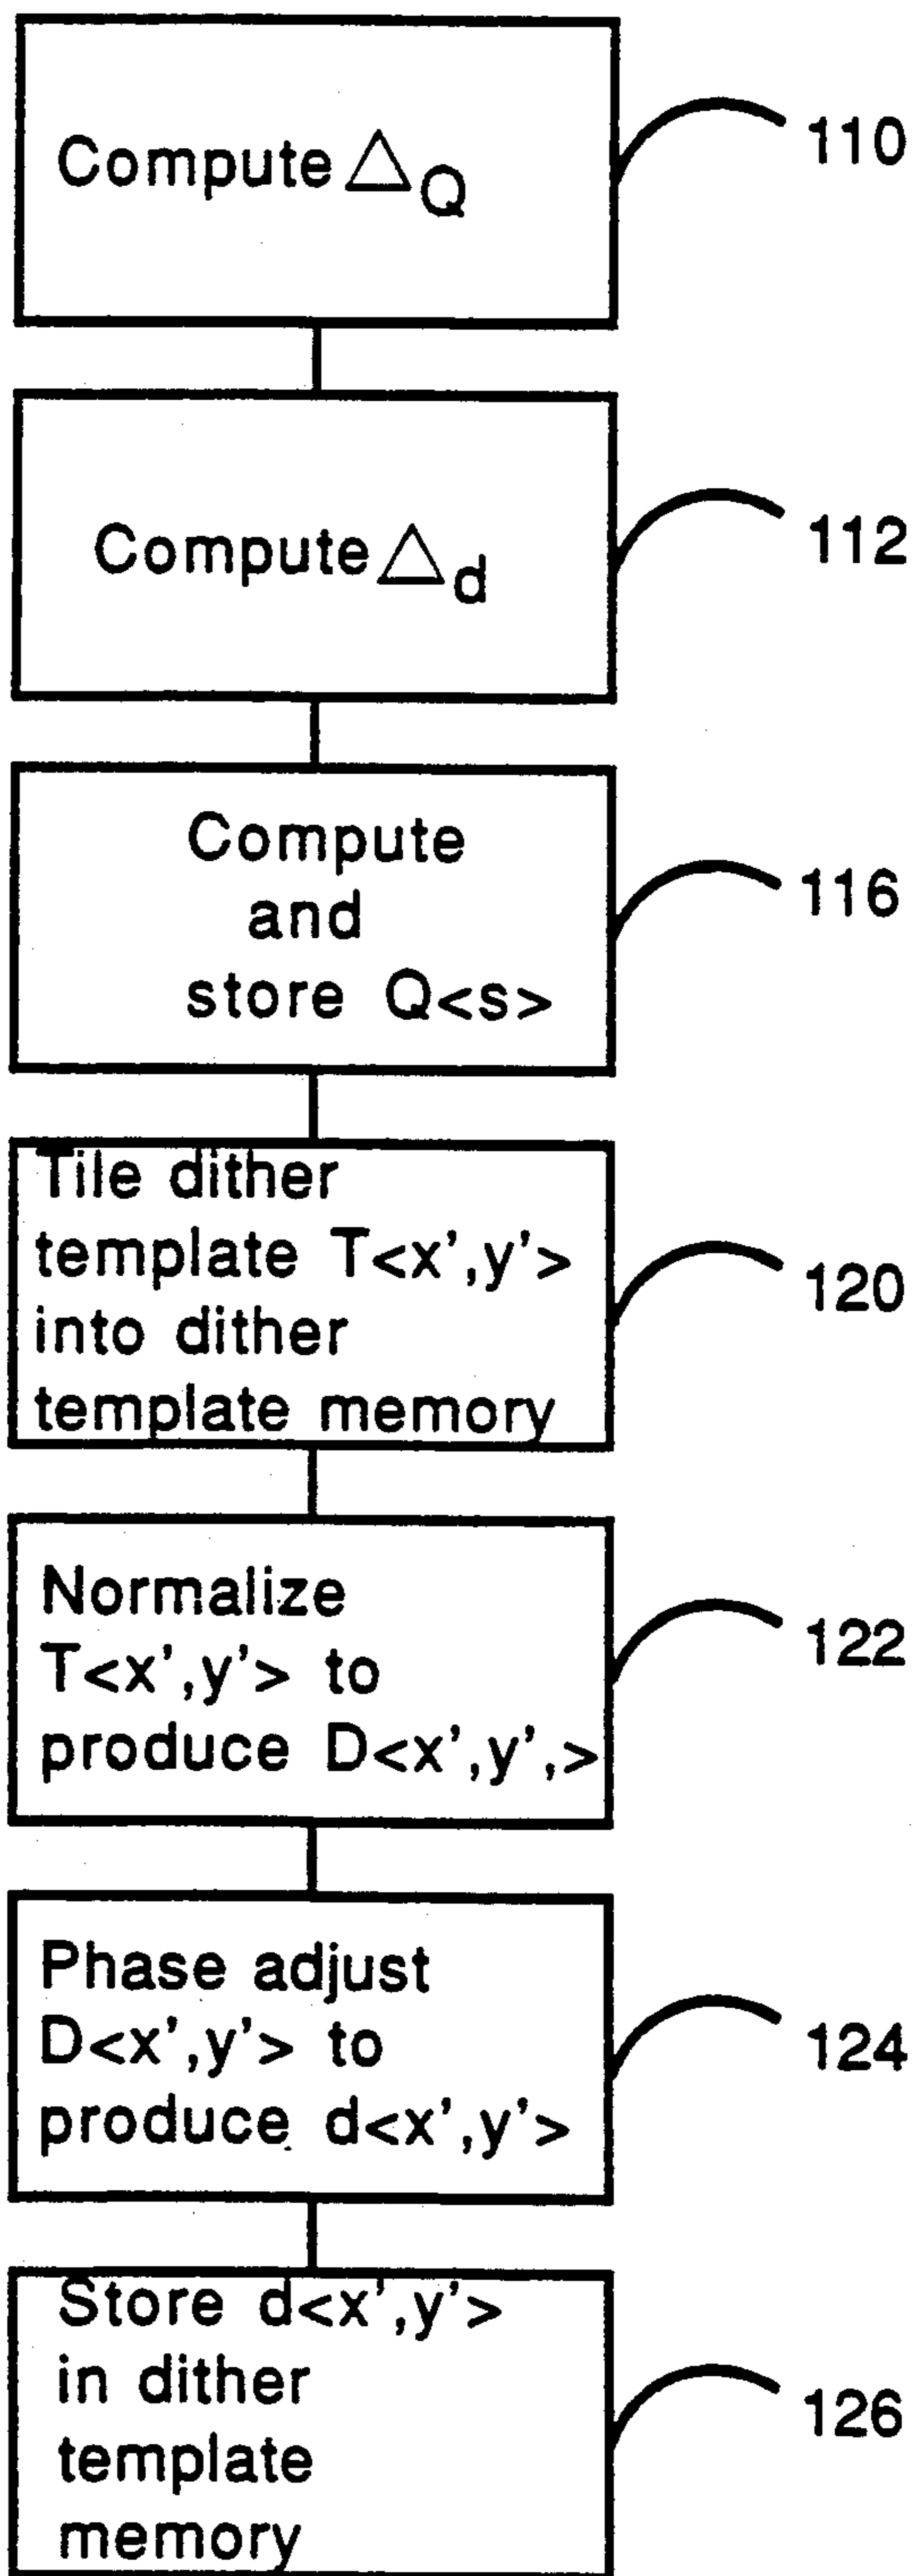 Compute △Q
110
Compute △d
112
Compute
and
store Q<s>
116
Tile dither
template T<x',y'>
into dither
template memory
120
Normalize
T<x',y'> to
produce D<x',y',>
122
Phase adjust
D<x',y'> to
produce d<x',y'>
124
Store d<x',y'>
in dither
template
memory
126